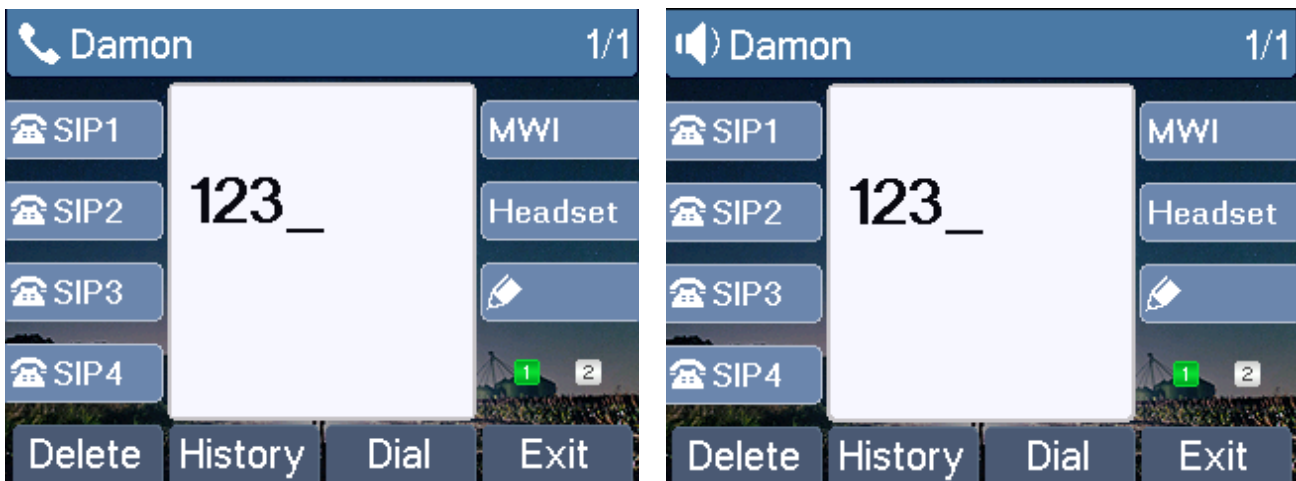 Damon 1/1
SIP1
MWI
123_
SIP2
Headset
SIP3
SIP4
1 2
Delete History Dial Exit
Damon 1/1
SIP1
MWI
123_
SIP2
Headset
SIP3
SIP4
1 2
Delete History Dial Exit